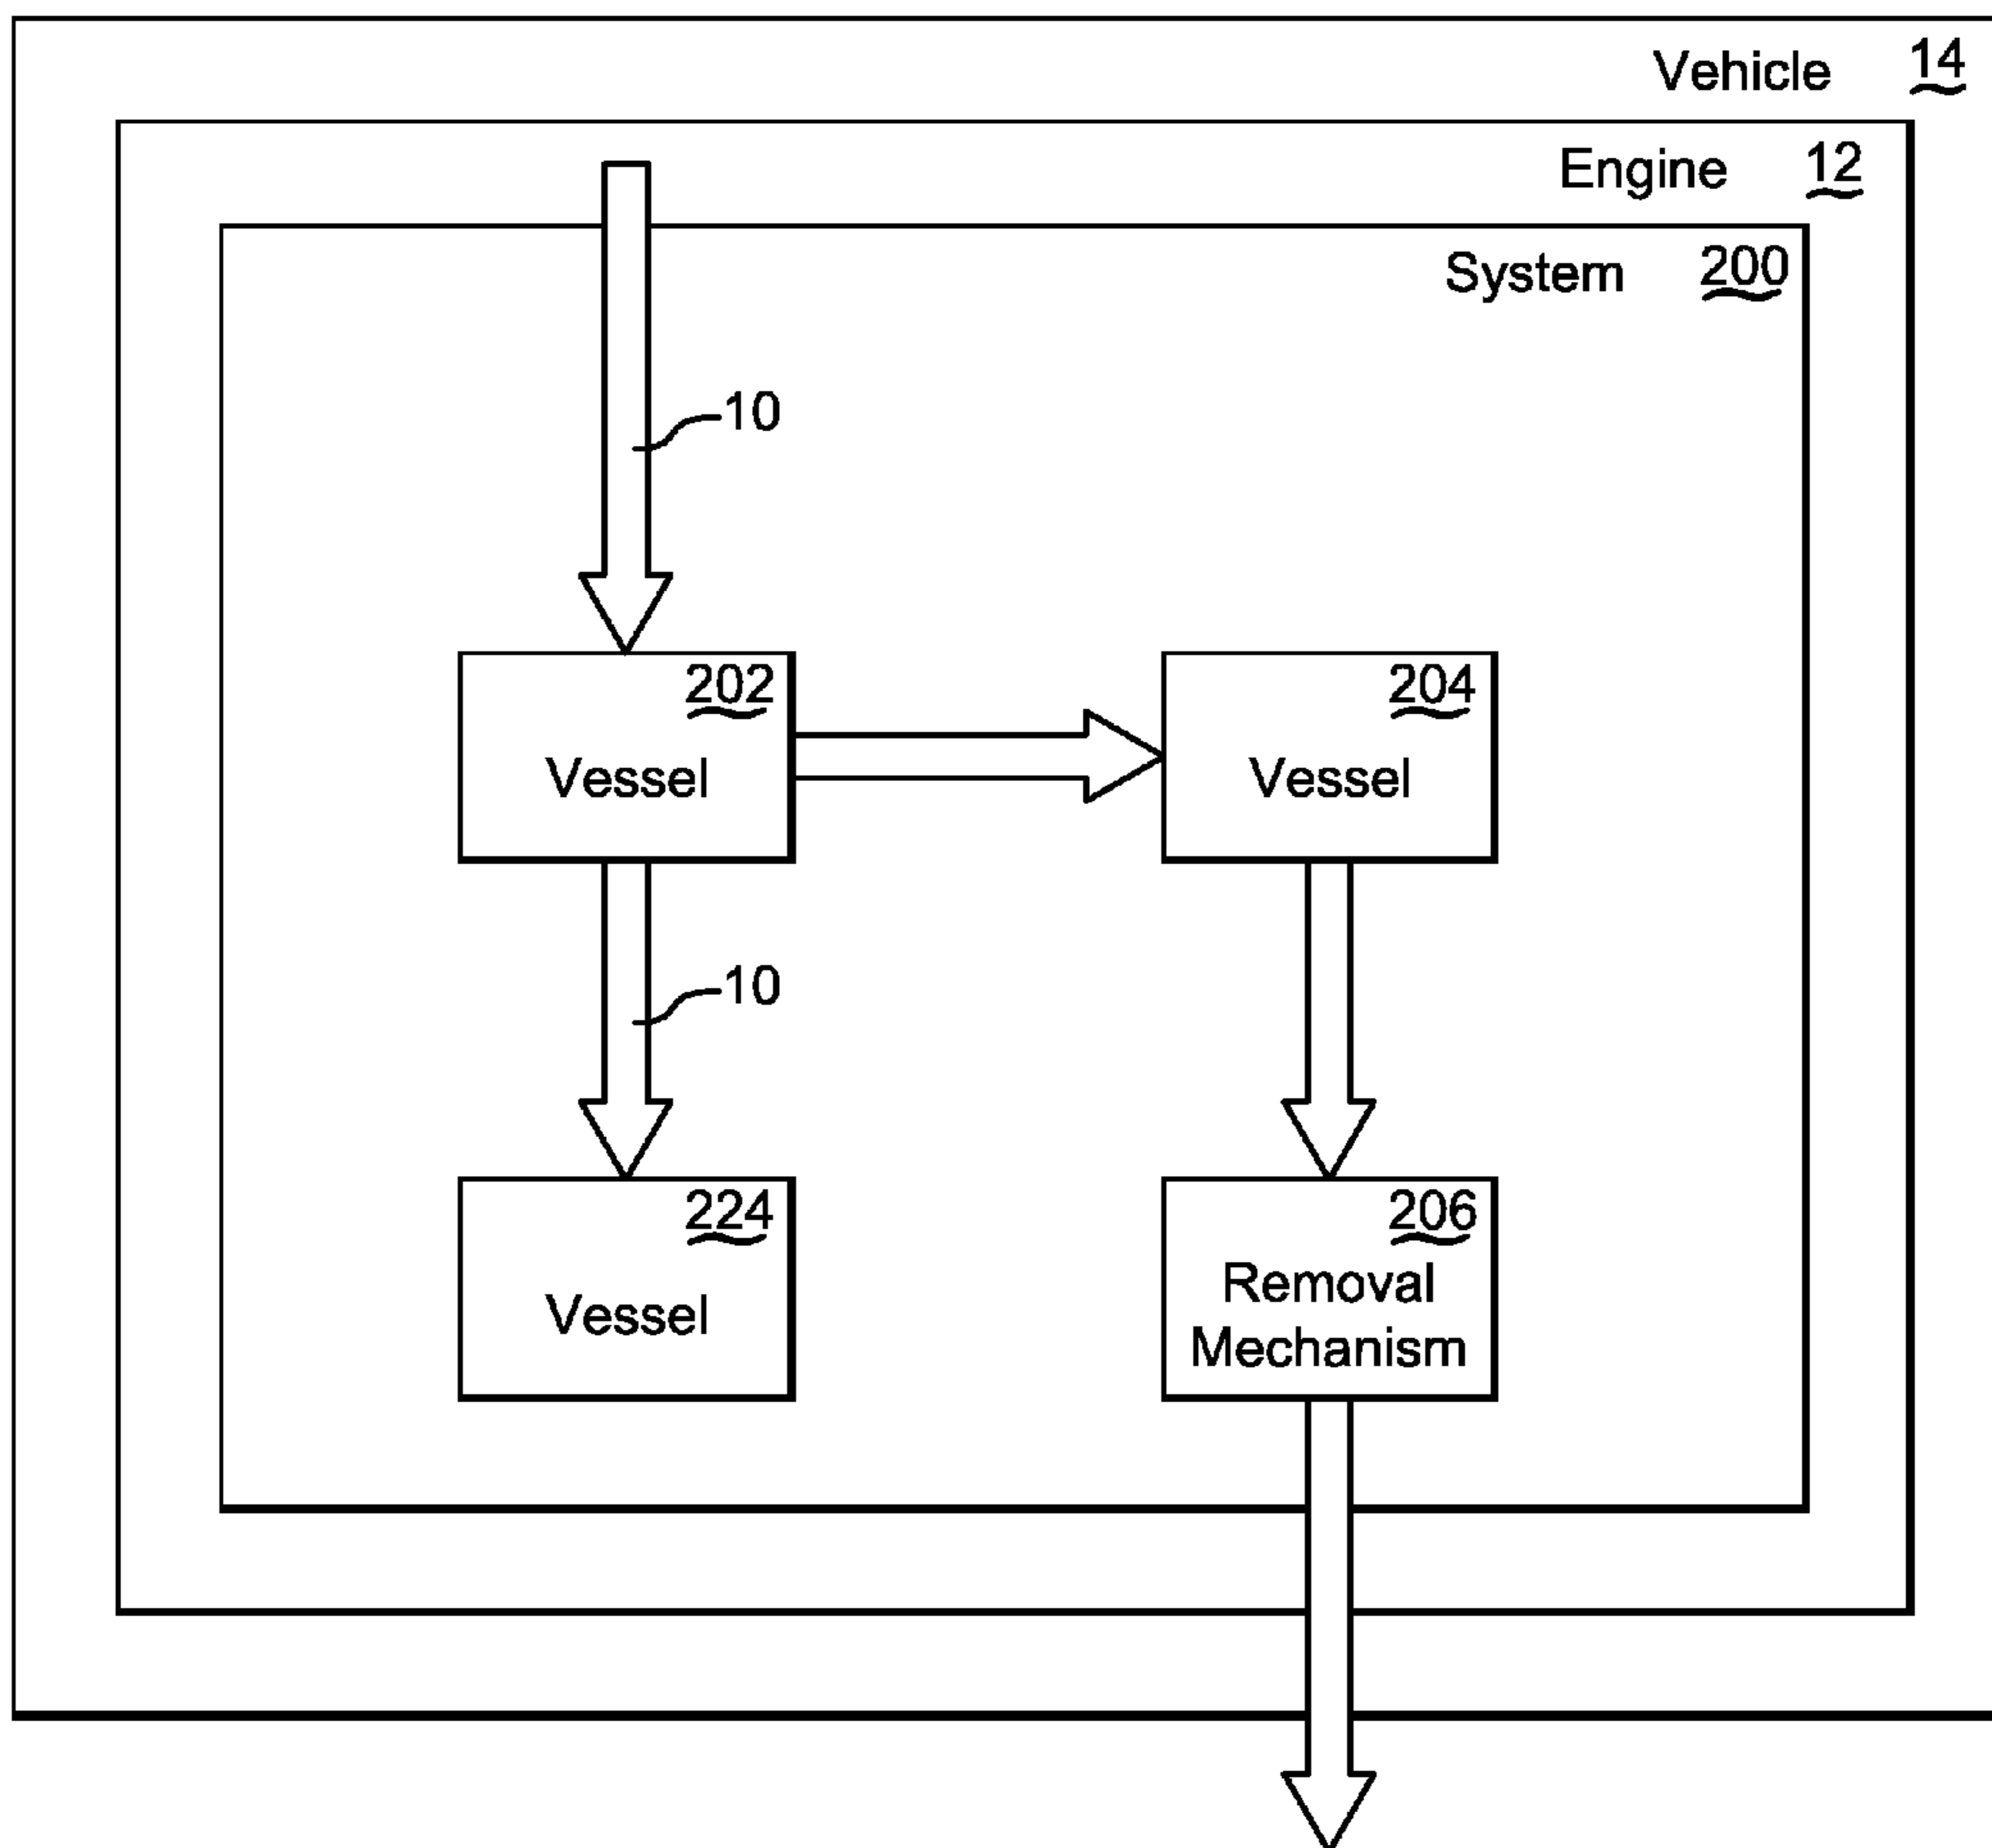 Vehicle 14
Engine 12
System 200
10
202
Vessel
204
Vessel
10
224
Vessel
206
Removal
Mechanism